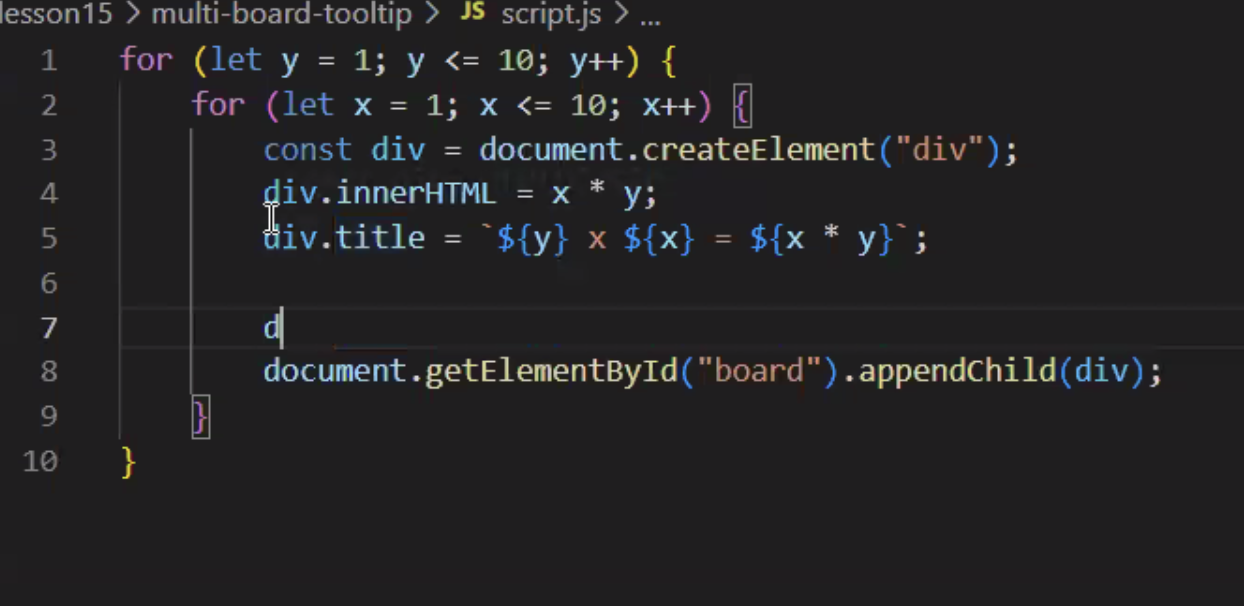 lesson15 > multi-board-tooltip > JS script.js > ...
1 for (let y = 1; y <= 10; y++) {
2 for (let x = 1; x <= 10; x++) {
3 const div = document.createElement("div");
4 div.innerHTML = x * y;
5 div.title = `${y} x ${x} = ${x * y}`;
6
7 d
8 document.getElementById("board").appendChild(div);
9 }
10 }